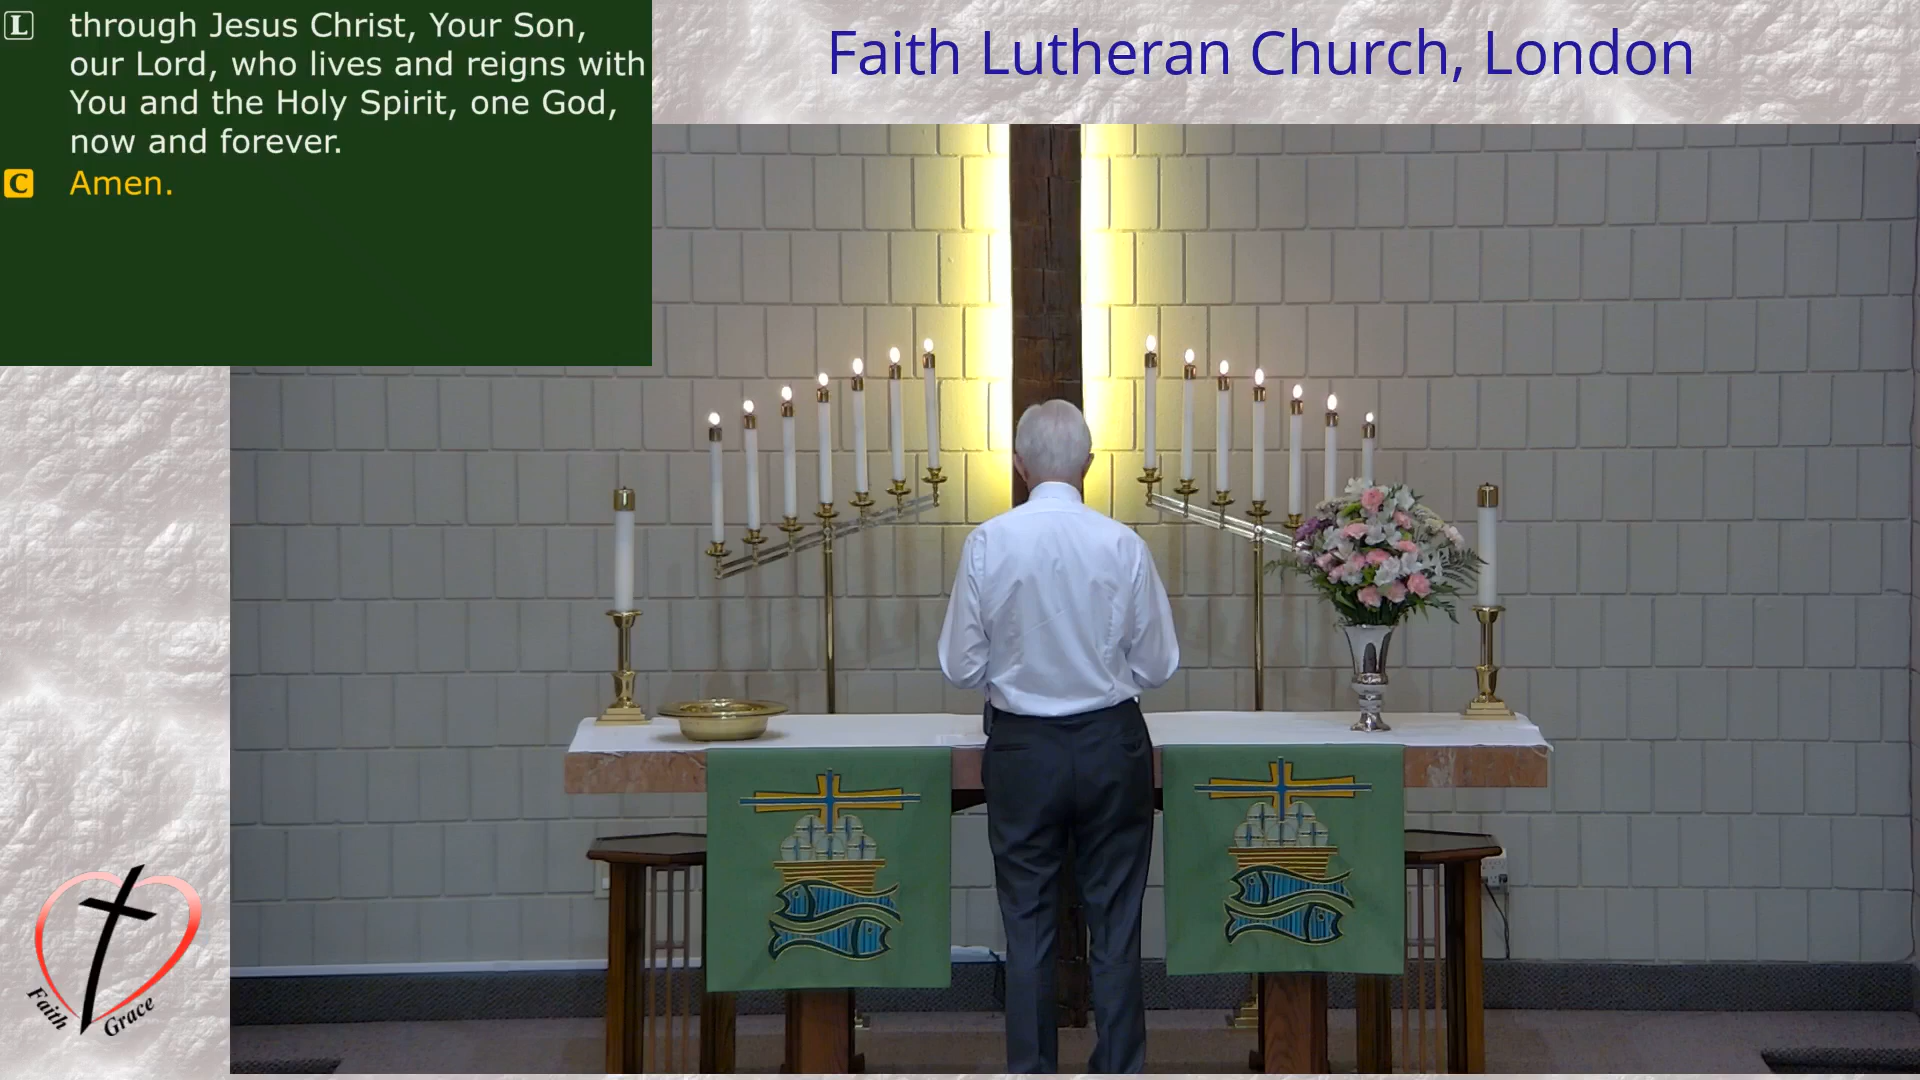 L through Jesus Christ, Your Son,
our Lord, who lives and reigns with
You and the Holy Spirit, one God,
now and forever.
C Amen.
Faith Lutheran Church, London
Faith Grace